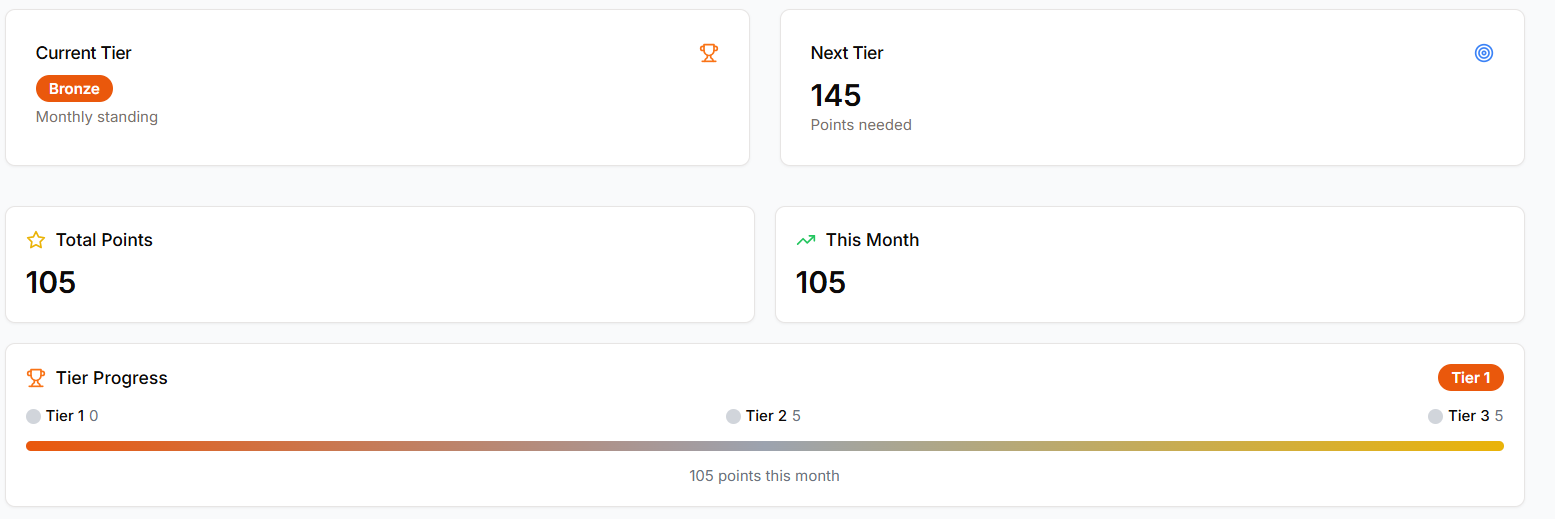 Current Tier
Bronze
Monthly standing
Next Tier
145
Points needed
Total Points
105
This Month
105
Tier Progress
Tier 1
Tier 1 0
Tier 2 5
Tier 3 5
105 points this month